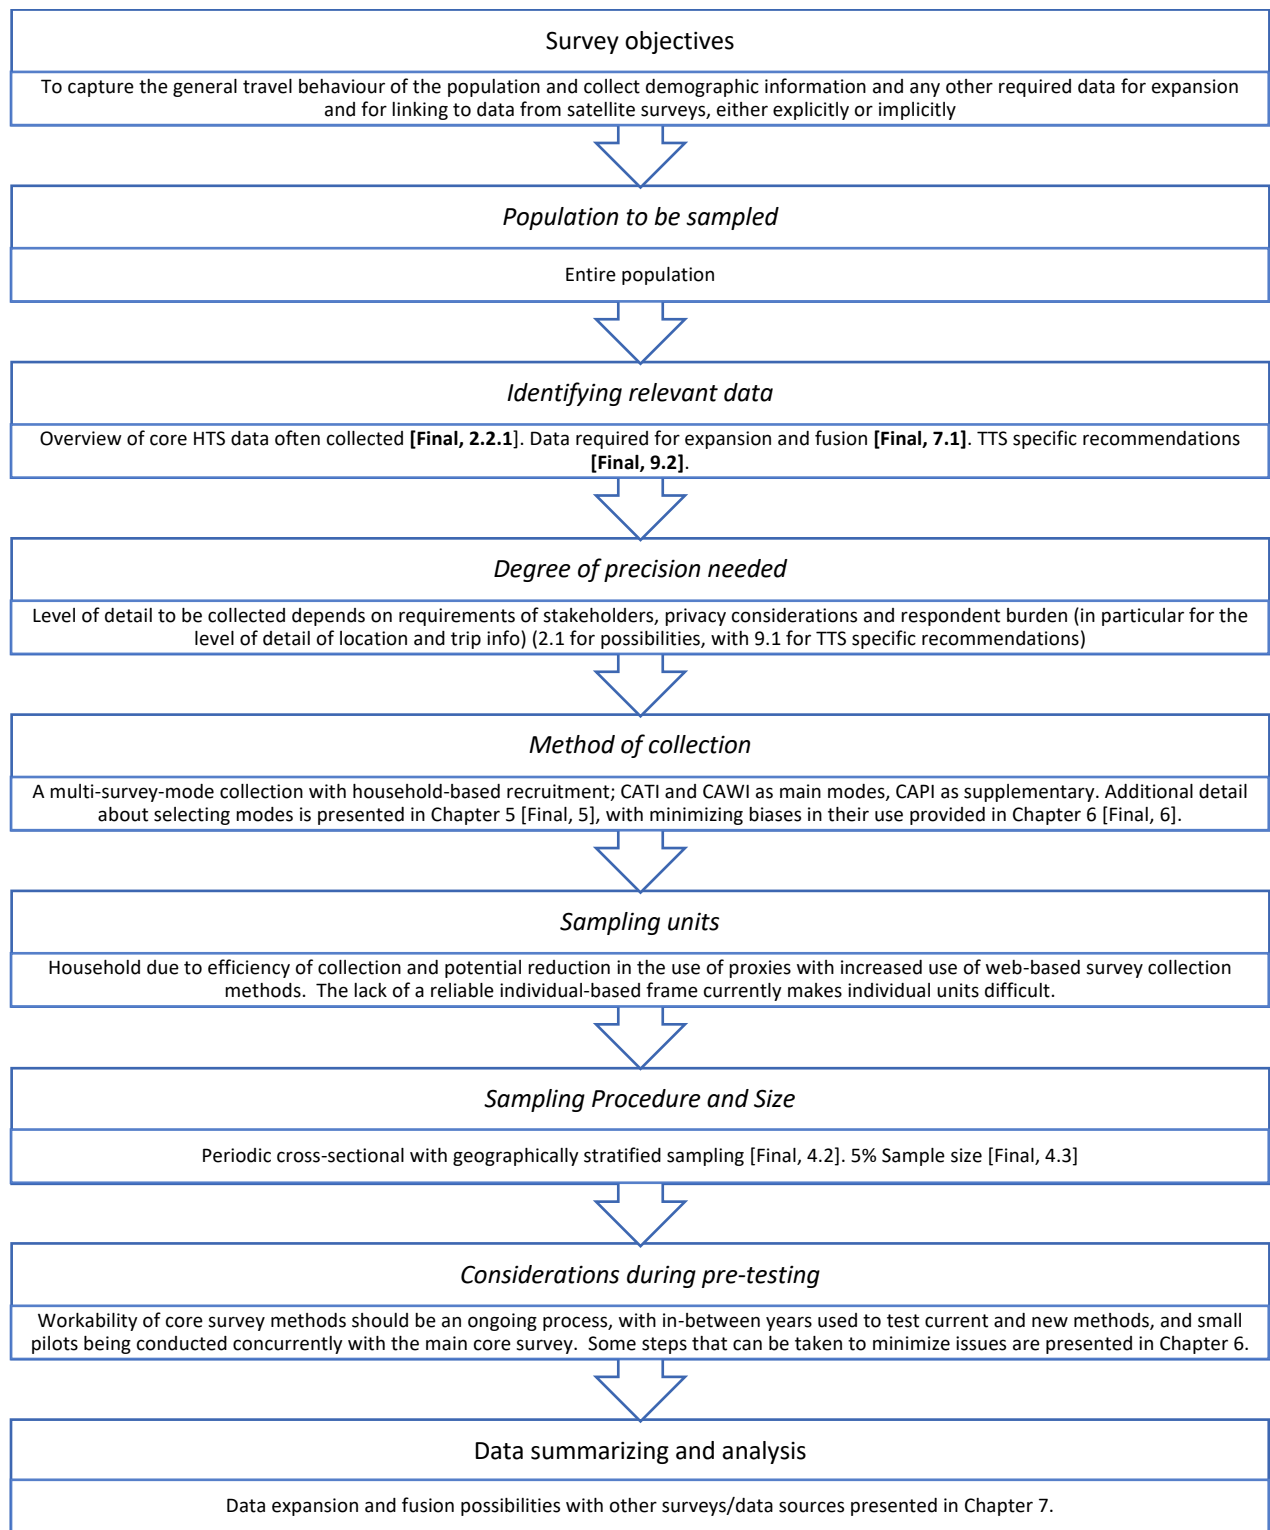 Survey objectives
To capture the general travel behaviour of the population and collect demographic information and any other required data for expansion
and for linking to data from satellite surveys, either explicitly or implicitly
Population to be sampled
Entire population
Identifying relevant data
Overview of core HTS data often collected [Final, 2.2.1]. Data required for expansion and fusion [Final, 7.1]. TTS specific recommendations
[Final, 9.2].
Degree of precision needed
Level of detail to be collected depends on requirements of stakeholders, privacy considerations and respondent burden (in particular for the
level of detail of location and trip info) (2.1 for possibilities, with 9.1 for TTS specific recommendations)
Method of collection
A multi-survey-mode collection with household-based recruitment; CATI and CAWI as main modes, CAPI as supplementary. Additional detail
about selecting modes is presented in Chapter 5 [Final, 5], with minimizing biases in their use provided in Chapter 6 [Final, 6].
Sampling units
Household due to efficiency of collection and potential reduction in the use of proxies with increased use of web-based survey collection
methods.  The lack of a reliable individual-based frame currently makes individual units difficult.
Sampling Procedure and Size
Periodic cross-sectional with geographically stratified sampling [Final, 4.2]. 5% Sample size [Final, 4.3]
Considerations during pre-testing
Workability of core survey methods should be an ongoing process, with in-between years used to test current and new methods, and small
pilots being conducted concurrently with the main core survey.  Some steps that can be taken to minimize issues are presented in Chapter 6.
Data summarizing and analysis
Data expansion and fusion possibilities with other surveys/data sources presented in Chapter 7.